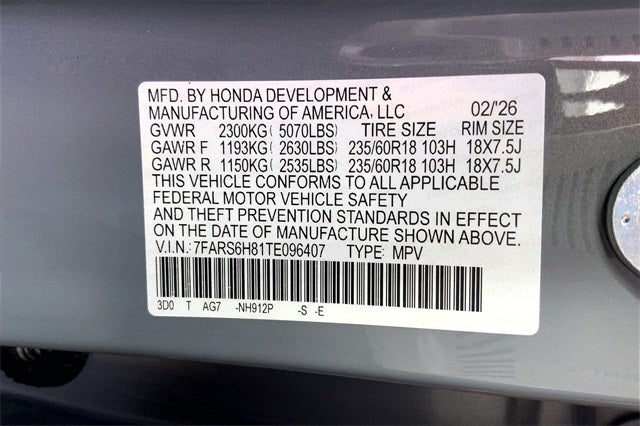 MFD. BY HONDA DEVELOPMENT &
MANUFACTURING OF AMERICA, LLC 02/'26
GVWR 2300KG( 5070LBS) TIRE SIZE RIM SIZE
GAWR F 1193KG( 2630LBS) 235/60R18 103H 18X7.5J
GAWR R 1150KG( 2535LBS) 235/60R18 103H 18X7.5J
THIS VEHICLE CONFORMS TO ALL APPLICABLE
FEDERAL MOTOR VEHICLE SAFETY
AND THEFT PREVENTION STANDARDS IN EFFECT
ON THE DATE OF MANUFACTURE SHOWN ABOVE.
V.I.N.: 7FARS6H81TE096407 TYPE: MPV
3D0 T AG7 -NH912P -S -E